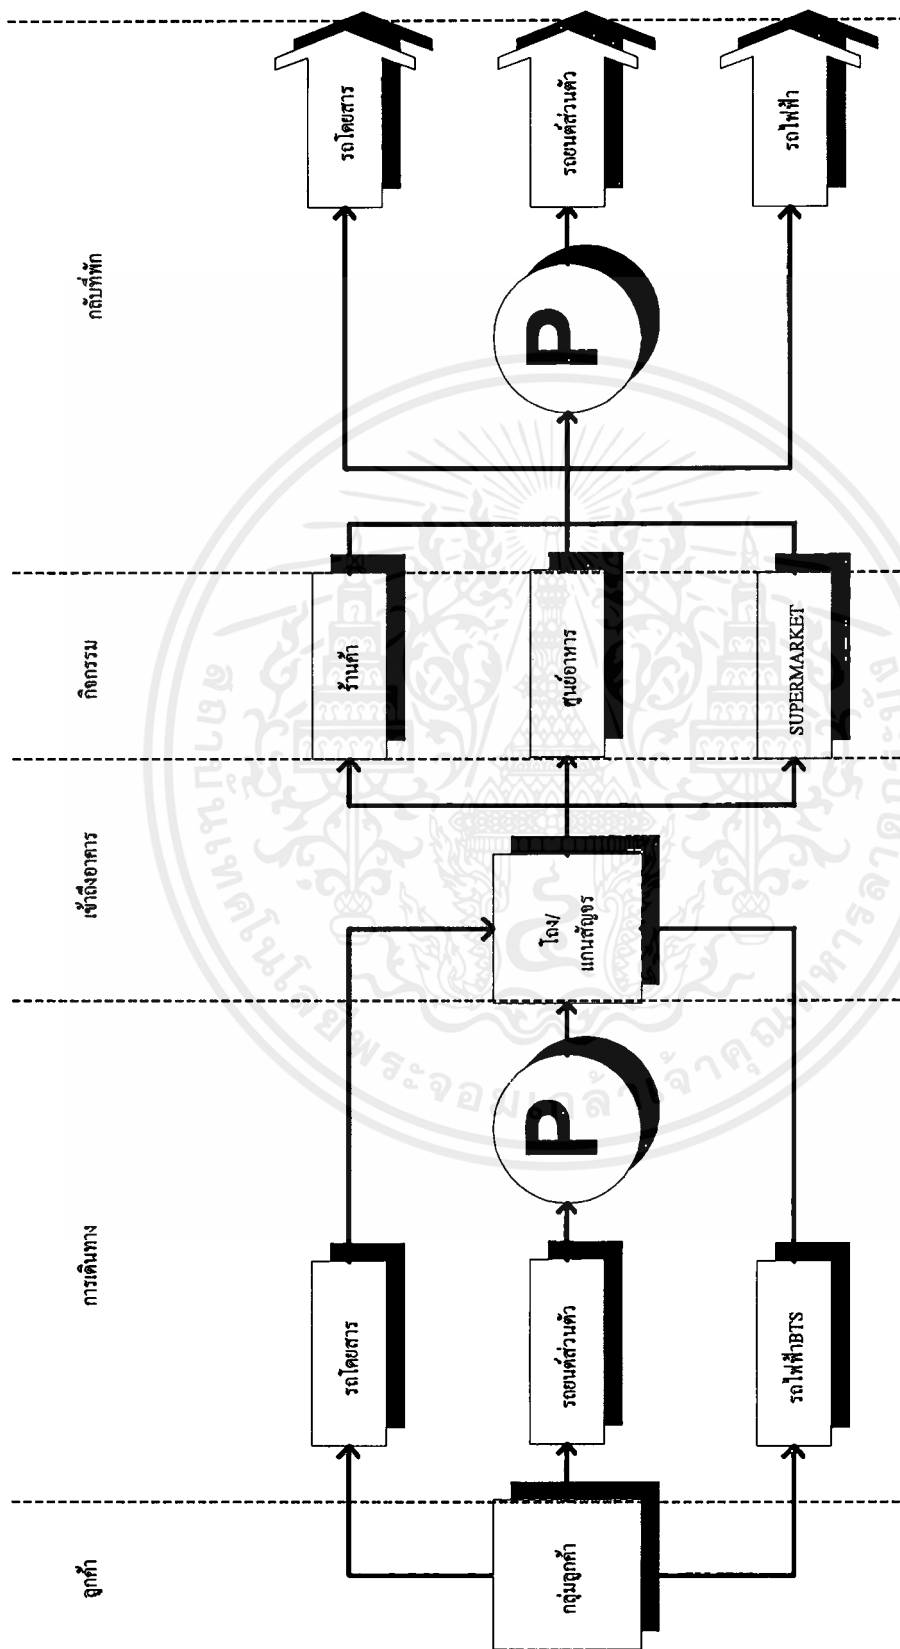 ลูกค้า
การเดินทาง
เข้าถึงอาคาร
กิจกรรม
กลับที่พัก
รถโดยสาร
ร้านค้า
รถโดยสาร
กลุ่มลูกค้า
รถยนต์ส่วนตัว
P
โถง/
แกนสัญจร
ศูนย์อาหาร
P
รถยนต์ส่วนตัว
รถไฟฟ้าBTS
SUPERMARKET
รถไฟฟ้า